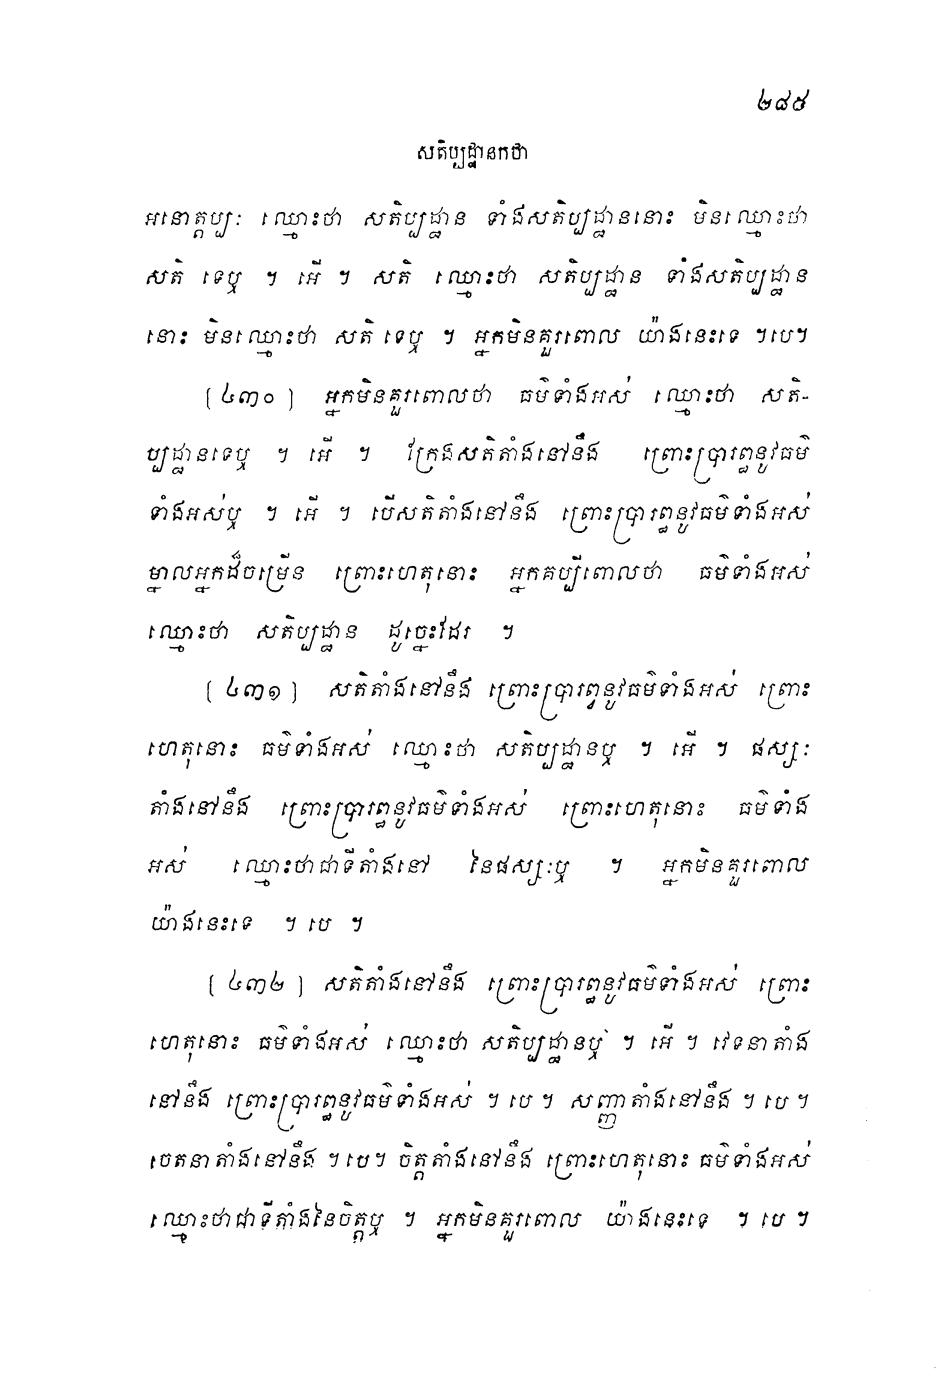 ២៨៥
សតិប្បដ្ឋានកថា
អនោត្តប្បៈ ឈ្មោះថា សតិប្បដ្ឋាន ទាំងសតិប្បដ្ឋាននោះ មិនឈ្មោះថា
សតិ ទេឬ ។ អើ ។ សតិ ឈ្មោះថា សតិប្បដ្ឋាន ទាំងសតិប្បដ្ឋាន
នោះ មិនឈ្មោះថា សតិ ទេឬ ។ អ្នកមិនគួរពោល យ៉ាងនេះទេ ។បេ។
(៤៣០) អ្នកមិនគួរពោលថា ធម៌ទាំងអស់ ឈ្មោះថា សតិ-
ប្បដ្ឋានទេឬ ។ អើ ។ ក្រែងសតិតាំងនៅនឹង ព្រោះប្រារព្ធនូវធម៌
ទាំងអស់ឬ ។ អើ ។ បើសតិតាំងនៅនឹង ព្រោះប្រារព្ធនូវធម៌ទាំងអស់
ម្នាលអ្នកដ៏ចម្រើន ព្រោះហេតុនោះ អ្នកគប្បីពោលថា ធម៌ទាំងអស់
ឈ្មោះថា សតិប្បដ្ឋាន ដូច្នេះដែរ ។
(៤៣១) សតិតាំងនៅនឹង ព្រោះប្រារព្ធនូវធម៌ទាំងអស់ ព្រោះ
ហេតុនោះ ធម៌ទាំងអស់ ឈ្មោះថា សតិប្បដ្ឋានឬ ។ អើ ។ ផស្សៈ
តាំងនៅនឹង ព្រោះប្រារព្ធនូវធម៌ទាំងអស់ ព្រោះហេតុនោះ ធម៌ទាំង
អស់ ឈ្មោះថាជាទីតាំងនៅ នៃផស្សៈឬ ។ អ្នកមិនគួរពោល
យ៉ាងនេះទេ ។ បេ ។
(៤៣២) សតិតាំងនៅនឹង ព្រោះប្រារព្ធនូវធម៌ទាំងអស់ ព្រោះ
ហេតុនោះ ធម៌ទាំងអស់ ឈ្មោះថា សតិប្បដ្ឋានឬ ។ អើ ។ វេទនាតាំង
នៅនឹង ព្រោះប្រារព្ធនូវធម៌ទាំងអស់ ។ បេ ។ សញ្ញាតាំងនៅនឹង ។ បេ ។
ចេតនាតាំងនៅនឹង ។បេ។ ចិត្តតាំងនៅនឹង ព្រោះហេតុនោះ ធម៌ទាំងអស់
ឈ្មោះថាជាទីតាំងនៃចិត្តឬ ។ អ្នកមិនគួរពោល យ៉ាងនេះទេ ។ បេ ។